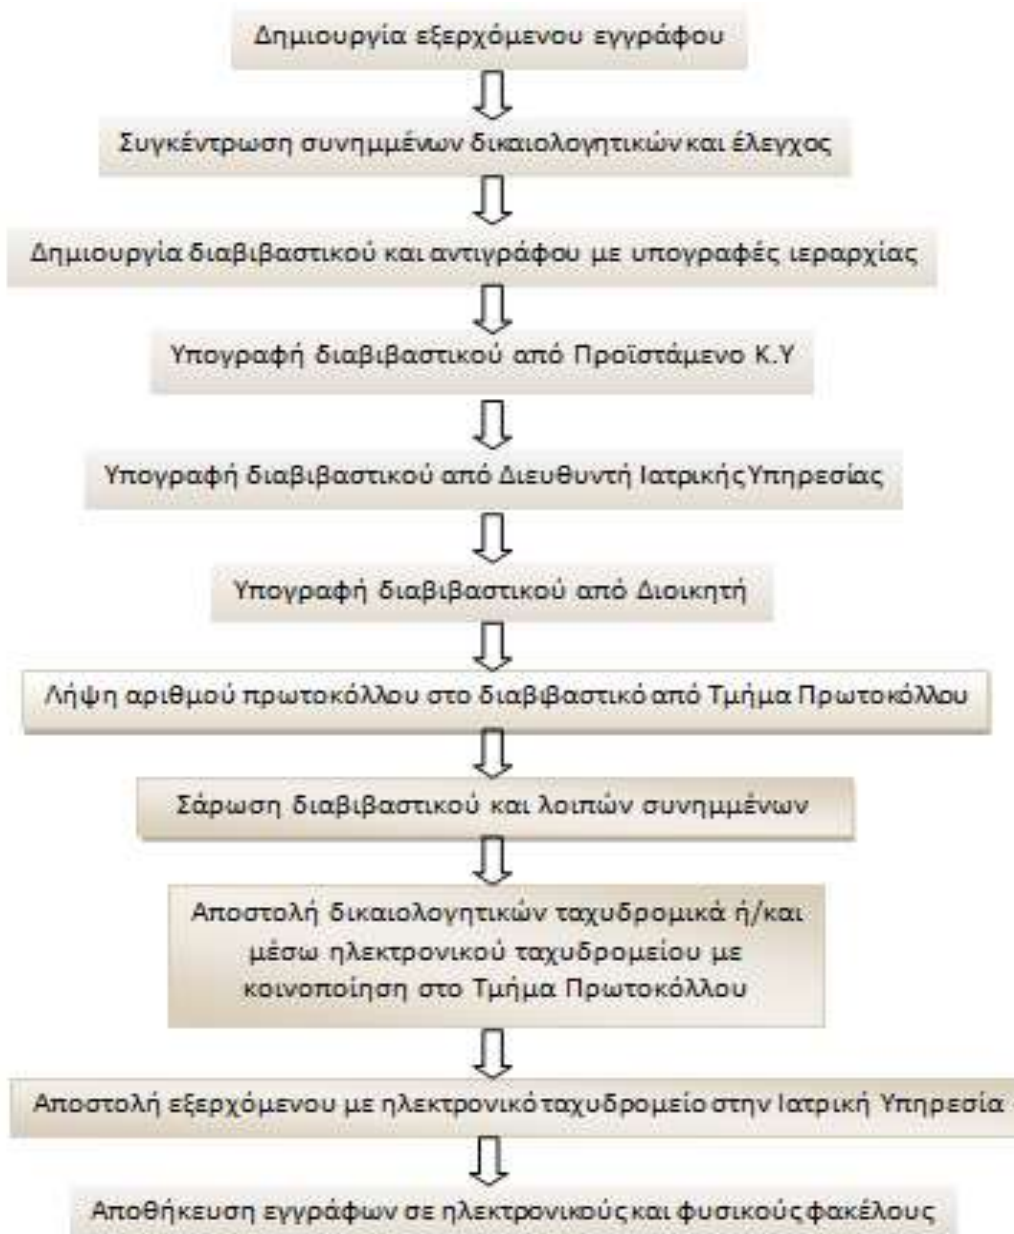 Δημιουργία εξερχόμενου εγγράφου
Συγκέντρωση συνημμένων δικαιολογητικών και έλεγχος
Δημιουργία διαβιβαστικού και αντιγράφου με υπογραφές ιεραρχίας
Υπογραφή διαβιβαστικού από Προϊστάμενο Κ.Υ
Υπογραφή διαβιβαστικού από Διευθυντή Ιατρικής Υπηρεσίας
Υπογραφή διαβιβαστικού από Διοικητή
Λήψη αριθμού πρωτοκόλλου στο διαβιβαστικό από Τμήμα Πρωτοκόλλου
Σάρωση διαβιβαστικού και λοιπών συνημμένων
Αποστολή δικαιολογητικών ταχυδρομικά ή/και
μέσω ηλεκτρονικού ταχυδρομείου με
κοινοποίηση στο Τμήμα Πρωτοκόλλου
Αποστολή εξερχόμενου με ηλεκτρονικό ταχυδρομείο στην Ιατρική Υπηρεσία
Αποθήκευση εγγράφων σε ηλεκτρονικούς και φυσικούς φακέλους